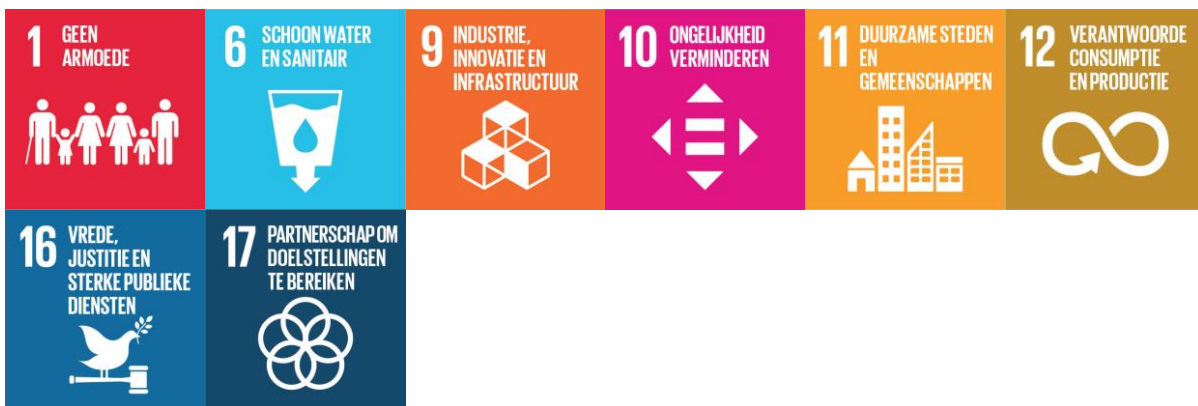 1 GEEN
ARMOEDE
6 SCHOON WATER
EN SANITAIR
9 INDUSTRIE,
INNOVATIE EN
INFRASTRUCTUUR
10 ONGELIJKHEID
VERMINDEREN
11 DUURZAME STEDEN
EN
GEMEENSCHAPPEN
12 VERANTWOORDE
CONSUMPTIE
EN PRODUCTIE
16 VREDE,
JUSTITIE EN
STERKE PUBLIEKE
DIENSTEN
17 PARTNERSCHAP OM
DOELSTELLINGEN
TE BEREIKEN